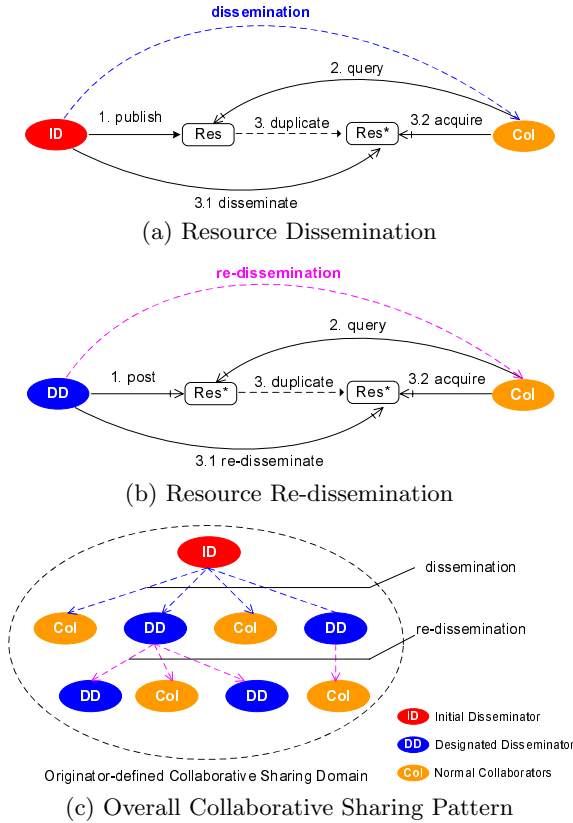 dissemination
2. query
1. publish
3. duplicate
3.2 acquire
ID
Res
Res*
Col
3.1 disseminate
(a) Resource Dissemination
re-dissemination
2. query
1. post
3. duplicate
3.2 acquire
DD
Res*
Res*
Col
3.1 re-disseminate
(b) Resource Re-dissemination
ID
dissemination
Col
DD
Col
DD
re-dissemination
DD
Col
DD
Col
ID Initial Disseminator
DD Designated Disseminator
Col Normal Collaborators
Originator-defined Collaborative Sharing Domain
(c) Overall Collaborative Sharing Pattern